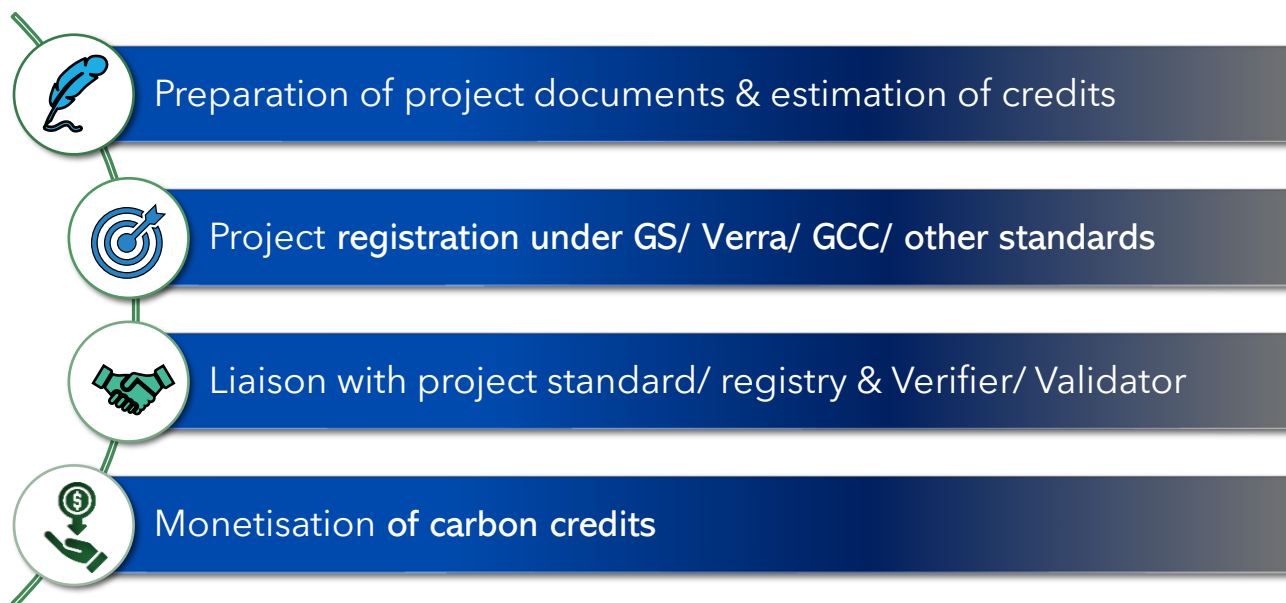 Preparation of project documents & estimation of credits
Project registration under GS/ Verra/ GCC/ other standards
Liaison with project standard/ registry & Verifier/ Validator
$
Monetisation of carbon credits